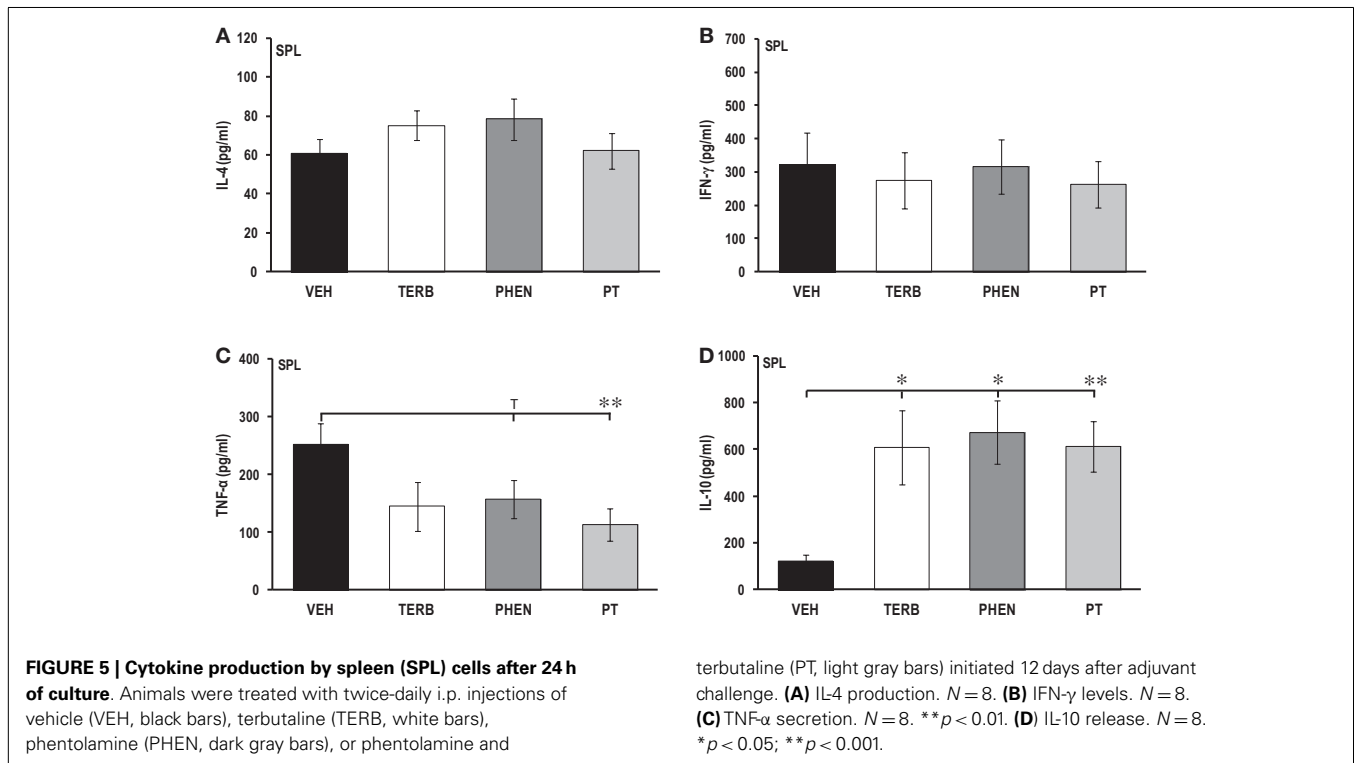 A
SPL
120
100
80
60
40
20
0
IL-4 (pg/ml)
VEH TERB PHEN PT
B
SPL
700
600
500
400
300
200
100
0
IFN-γ (pg/ml)
VEH TERB PHEN PT
C
SPL
400
300
200
100
0
TNF-α (pg/ml)
T
**
VEH TERB PHEN PT
D
SPL
1000
800
600
400
200
0
IL-10 (pg/ml)
* * **
VEH TERB PHEN PT
FIGURE 5 | Cytokine production by spleen (SPL) cells after 24 h
of culture. Animals were treated with twice-daily i.p. injections of
vehicle (VEH, black bars), terbutaline (TERB, white bars),
phentolamine (PHEN, dark gray bars), or phentolamine and
terbutaline (PT, light gray bars) initiated 12 days after adjuvant
challenge. (A) IL-4 production. N = 8. (B) IFN-γ levels. N = 8.
(C) TNF-α secretion. N = 8. **p < 0.01. (D) IL-10 release. N = 8.
*p < 0.05; **p < 0.001.